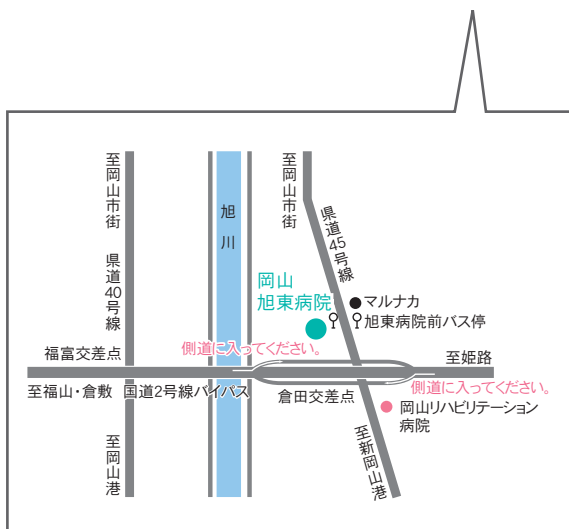 至岡山市街
県道40号線
旭川
至岡山市街
県道45号線
岡山
旭東病院
マルナカ
旭東病院前バス停
福富交差点
側道に入ってください。
至姫路
至福山・倉敷
国道2号線バイパス
倉田交差点
側道に入ってください。
岡山リハビリテーション
病院
至岡山港
至新岡山港